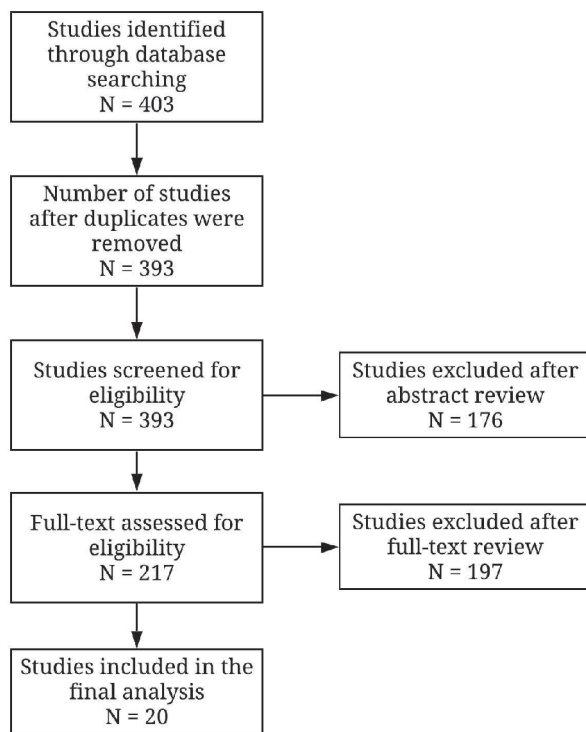 Studies identified
through database
searching
N = 403
Number of studies
after duplicates were
removed
N = 393
Studies screened for
eligibility
N = 393
Studies excluded after
abstract review
N = 176
Full-text assessed for
eligibility
N = 217
Studies excluded after
full-text review
N = 197
Studies included in the
final analysis
N = 20